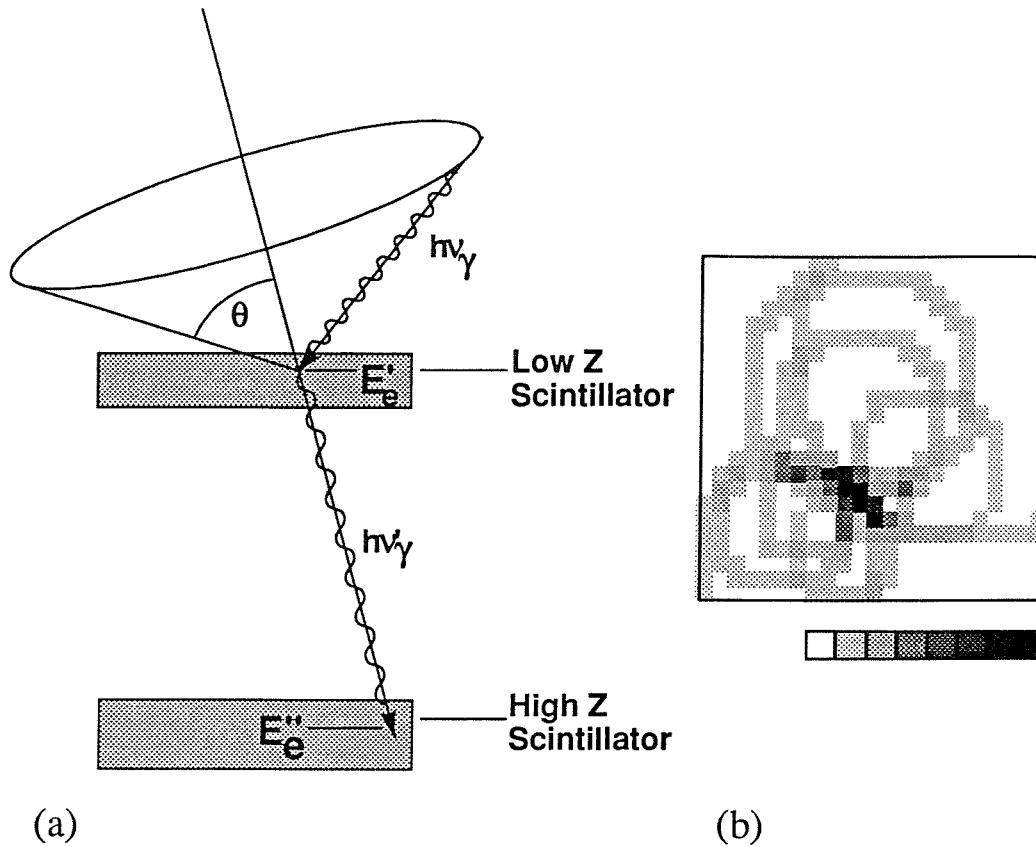 θ
hν_γ
E'_e
Low Z
Scintillator
hν'_γ
E''_e
High Z
Scintillator
(a)
(b)